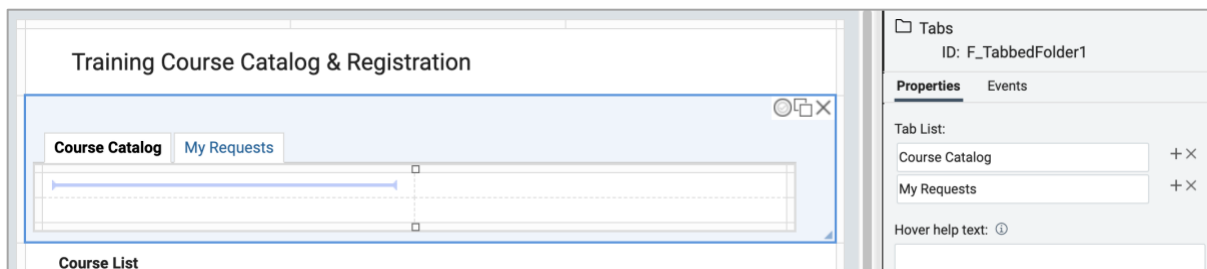 Training Course Catalog & Registration
Course Catalog My Requests
Course List
Tabs
ID: F_TabbedFolder1
Properties Events
Tab List:
Course Catalog
My Requests
Hover help text: